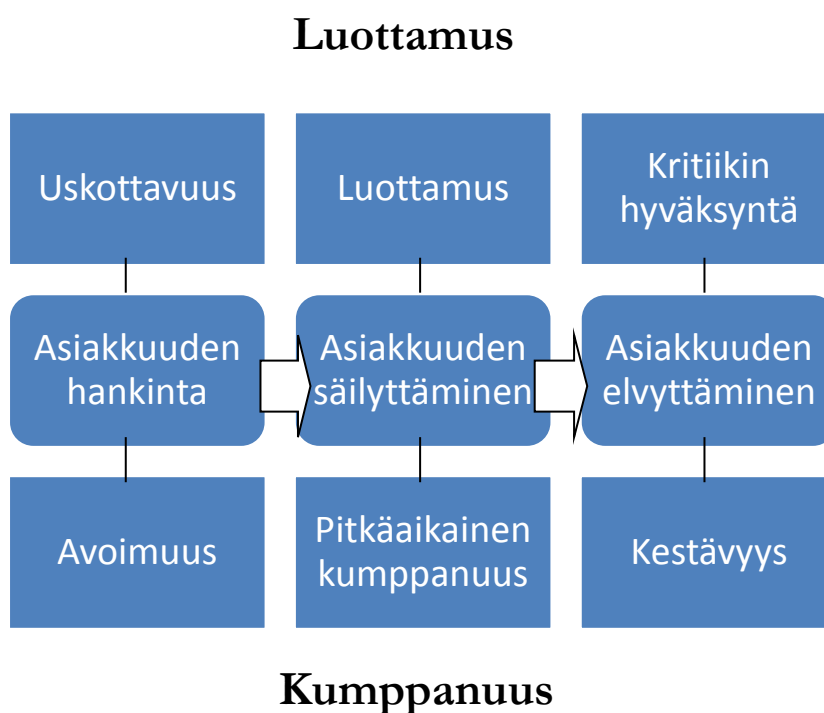 Luottamus
Uskottavuus
Luottamus
Kritiikin
hyväksyntä
Asiakkuuden
hankinta
Asiakkuuden
säilyttäminen
Asiakkuuden
elvyttäminen
Avoimuus
Pitkäaikainen
kumppanuus
Kestävyys
Kumppanuus